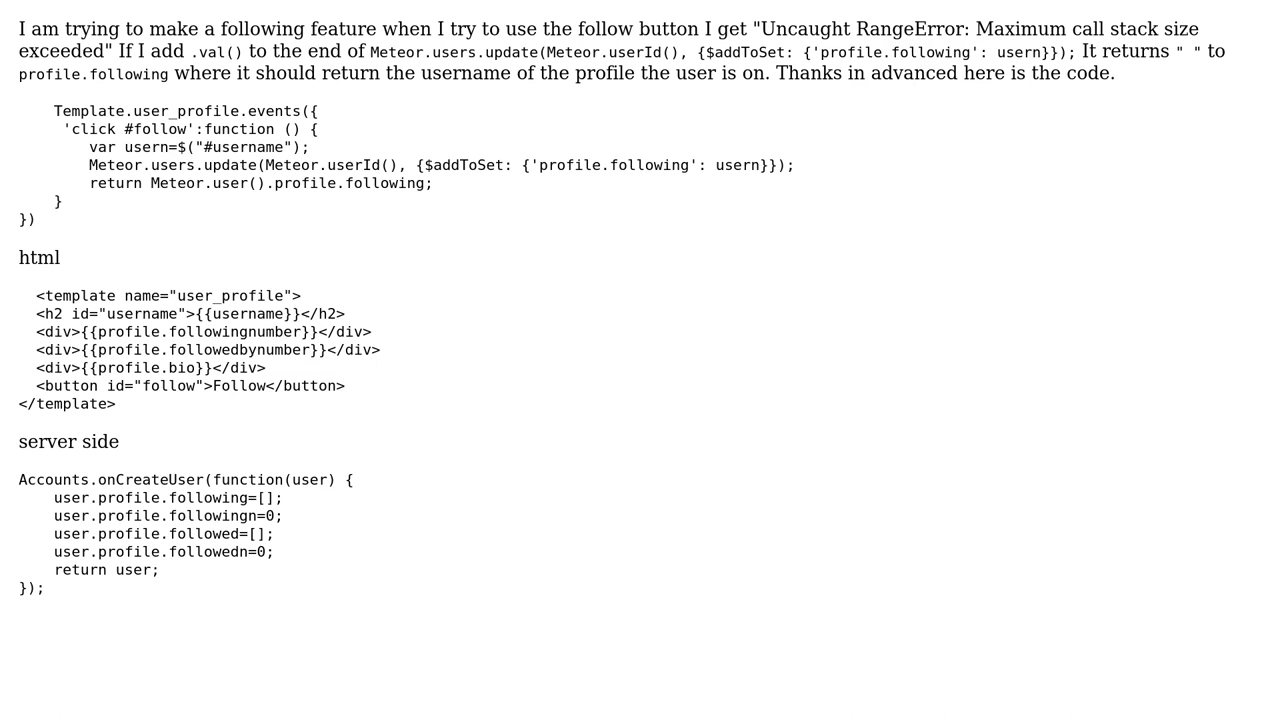 I am trying to make a following feature when I try to use the follow button I get "Uncaught RangeError: Maximum call stack size
exceeded" If I add .val() to the end of Meteor.users.update(Meteor.userId(), {$addToSet: {'profile.following': usern}}); It returns " " to
profile.following where it should return the username of the profile the user is on. Thanks in advanced here is the code.
    Template.user_profile.events({
     'click #follow':function () {
        var usern=$("#username");
        Meteor.users.update(Meteor.userId(), {$addToSet: {'profile.following': usern}});
        return Meteor.user().profile.following;
    }
})
html
  <template name="user_profile">
  <h2 id="username">{{username}}</h2>
  <div>{{profile.followingnumber}}</div>
  <div>{{profile.followedbynumber}}</div>
  <div>{{profile.bio}}</div>
  <button id="follow">Follow</button>
</template>
server side
Accounts.onCreateUser(function(user) {
    user.profile.following=[];
    user.profile.followingn=0;
    user.profile.followed=[];
    user.profile.followedn=0;
    return user;
});